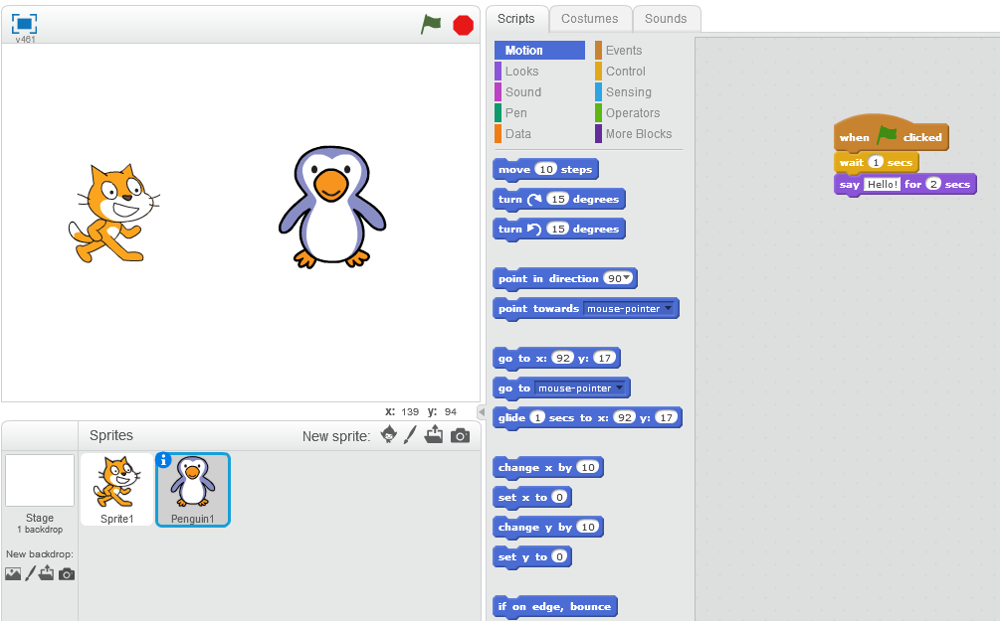 v461
x: 139 y: 94
Sprites
New sprite:
Sprite1
Penguin1
Stage
1 backdrop
New backdrop:
Scripts
Costumes
Sounds
Motion
Looks
Sound
Pen
Data
Events
Control
Sensing
Operators
More Blocks
move 10 steps
turn 15 degrees
turn 15 degrees
point in direction 90
point towards mouse-pointer
go to x: 92 y: 17
go to mouse-pointer
glide 1 secs to x: 92 y: 17
change x by 10
set x to 0
change y by 10
set y to 0
if on edge, bounce
when clicked
wait 1 secs
say Hello! for 2 secs